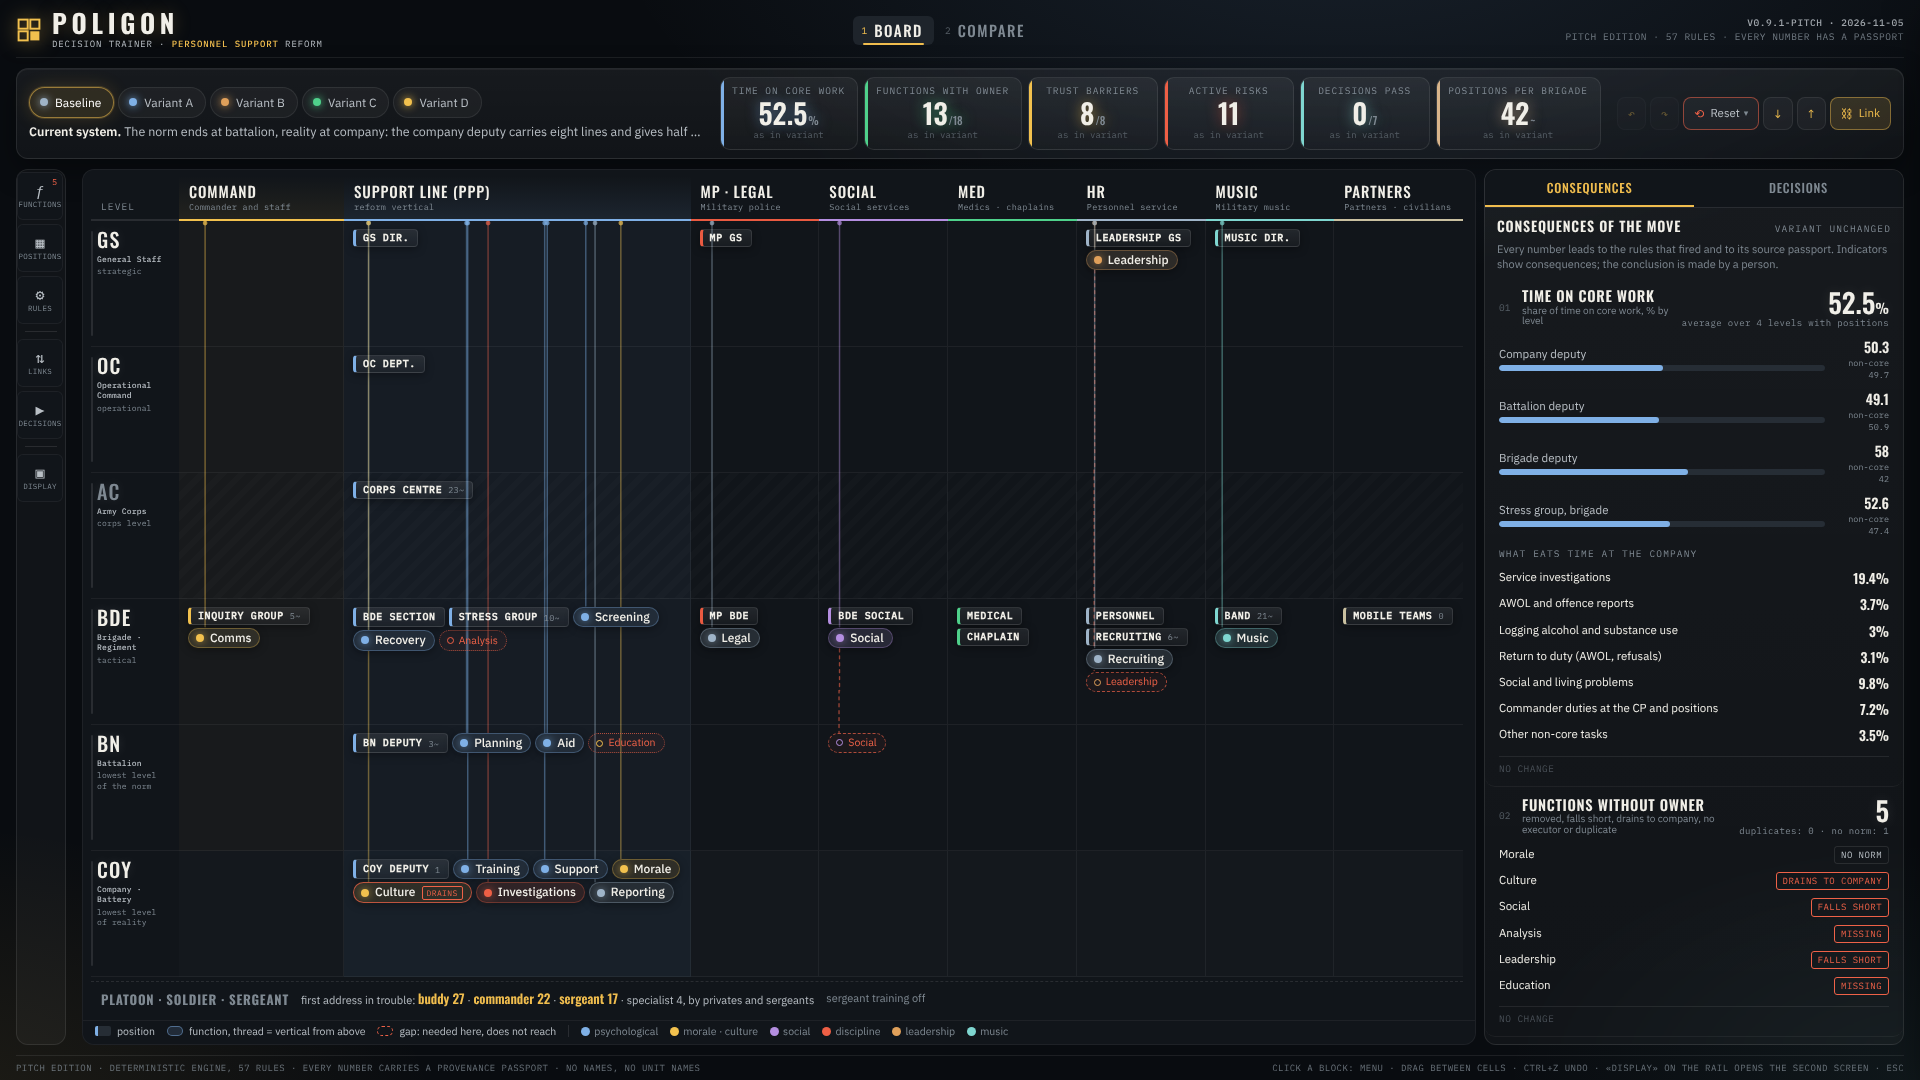 POLIGON
DECISION TRAINER · PERSONNEL SUPPORT REFORM
1 BOARD
2 COMPARE
V0.9.1-PITCH · 2026-11-05
PITCH EDITION · 57 RULES · EVERY NUMBER HAS A PASSPORT
Baseline
Variant A
Variant B
Variant C
Variant D
Current system. The norm ends at battalion, reality at company: the company deputy carries eight lines and gives half ...
TIME ON CORE WORK
52.5%
as in variant
FUNCTIONS WITH OWNER
13/18
as in variant
TRUST BARRIERS
8/8
as in variant
ACTIVE RISKS
11
as in variant
DECISIONS PASS
0/7
as in variant
POSITIONS PER BRIGADE
42~
as in variant
Reset
Link
5
FUNCTIONS
POSITIONS
RULES
LINKS
DECISIONS
DISPLAY
LEVEL
COMMAND
Commander and staff
SUPPORT LINE (PPP)
reform vertical
MP · LEGAL
Military police
SOCIAL
Social services
MED
Medics · chaplains
HR
Personnel service
MUSIC
Military music
PARTNERS
Partners · civilians
GS
General Staff
strategic
GS DIR.
MP GS
LEADERSHIP GS
Leadership
MUSIC DIR.
OC
Operational
Command
operational
OC DEPT.
AC
Army Corps
corps level
CORPS CENTRE 23~
BDE
Brigade ·
Regiment
tactical
INQUIRY GROUP 5~
Comms
BDE SECTION
STRESS GROUP 10~
Screening
Recovery
Analysis
MP BDE
Legal
BDE SOCIAL
Social
MEDICAL
CHAPLAIN
PERSONNEL
RECRUITING 6~
Recruiting
Leadership
BAND 21~
Music
MOBILE TEAMS 0
BN
Battalion
lowest level
of the norm
BN DEPUTY 3~
Planning
Aid
Education
Social
COY
Company ·
Battery
lowest level
of reality
COY DEPUTY 1
Training
Support
Morale
Culture DRAINS
Investigations
Reporting
PLATOON · SOLDIER · SERGEANT
first address in trouble: buddy 27 · commander 22 · sergeant 17 · specialist 4, by privates and sergeants
sergeant training off
position
function, thread = vertical from above
gap: needed here, does not reach
psychological
morale · culture
social
discipline
leadership
music
CONSEQUENCES
DECISIONS
CONSEQUENCES OF THE MOVE
VARIANT UNCHANGED
Every number leads to the rules that fired and to its source passport. Indicators
show consequences; the conclusion is made by a person.
01
TIME ON CORE WORK
share of time on core work, % by
level
52.5%
average over 4 levels with positions
Company deputy
50.3
non-core
49.7
Battalion deputy
49.1
non-core
50.9
Brigade deputy
58
non-core
42
Stress group, brigade
52.6
non-core
47.4
WHAT EATS TIME AT THE COMPANY
Service investigations
19.4%
AWOL and offence reports
3.7%
Logging alcohol and substance use
3%
Return to duty (AWOL, refusals)
3.1%
Social and living problems
9.8%
Commander duties at the CP and positions
7.2%
Other non-core tasks
3.5%
NO CHANGE
02
FUNCTIONS WITHOUT OWNER
removed, falls short, drains to company, no
executor or duplicate
5
duplicates: 0 · no norm: 1
Morale
NO NORM
Culture
DRAINS TO COMPANY
Social
FALLS SHORT
Analysis
MISSING
Leadership
FALLS SHORT
Education
MISSING
NO CHANGE
PITCH EDITION · DETERMINISTIC ENGINE, 57 RULES · EVERY NUMBER CARRIES A PROVENANCE PASSPORT · NO NAMES, NO UNIT NAMES
CLICK A BLOCK: MENU · DRAG BETWEEN CELLS · CTRL+Z UNDO · «DISPLAY» ON THE RAIL OPENS THE SECOND SCREEN · ESC